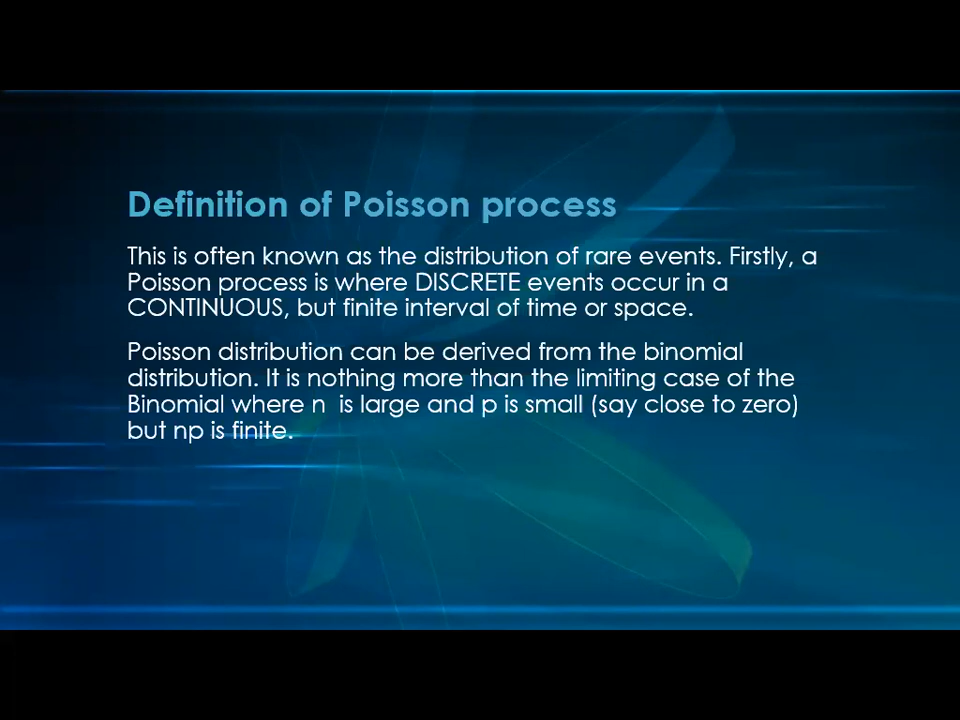 Definition of Poisson process
This is often known as the distribution of rare events. Firstly, a
Poisson process is where DISCRETE events occur in a
CONTINUOUS, but finite interval of time or space.
Poisson distribution can be derived from the binomial
distribution. It is nothing more than the limiting case of the
Binomial where n  is large and p is small (say close to zero)
but np is finite.